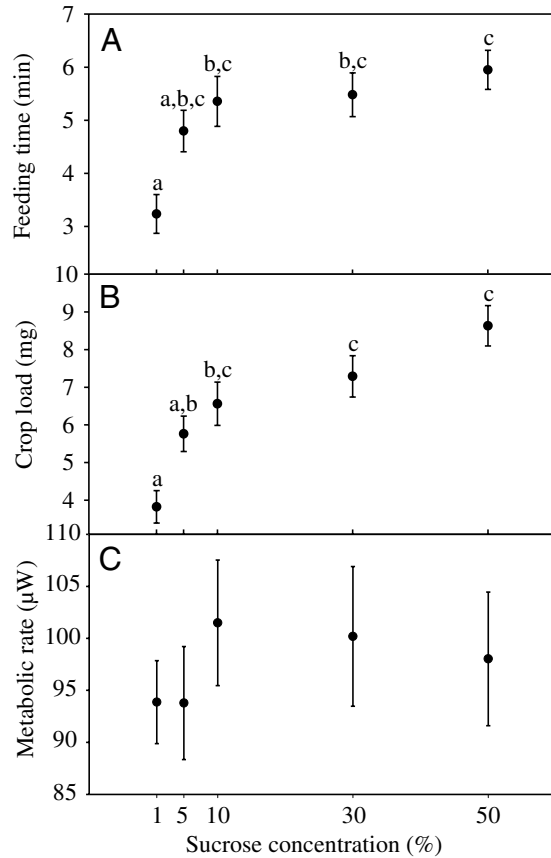 A
Feeding time (min)
7
6
5
4
3
a
a,b,c
b,c
b,c
c
B
Crop load (mg)
10
9
8
7
6
5
4
a
a,b
b,c
c
c
C
Metabolic rate (μW)
110
105
100
95
90
85
1 5 10 30 50
Sucrose concentration (%)